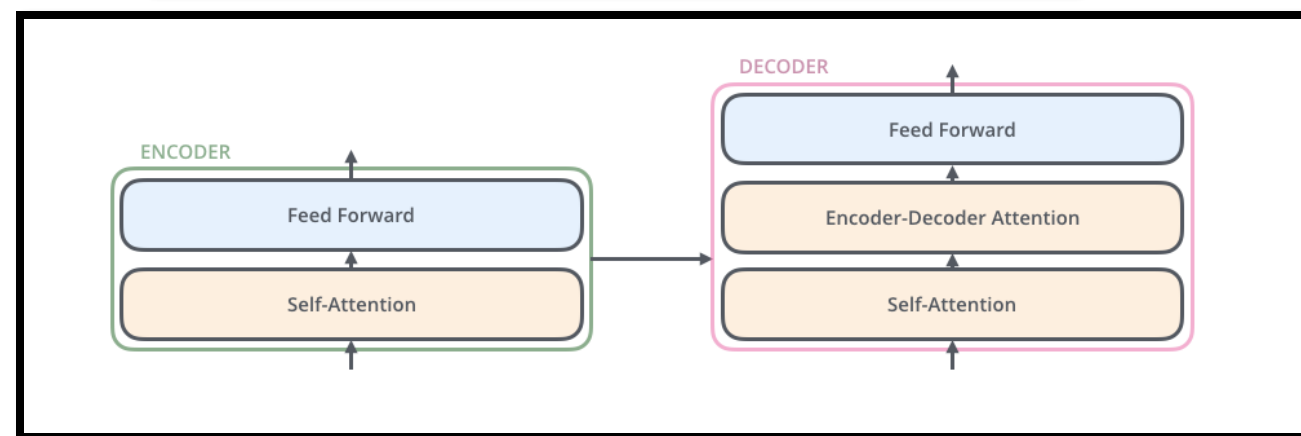 ENCODER
Feed Forward
Self-Attention
DECODER
Feed Forward
Encoder-Decoder Attention
Self-Attention